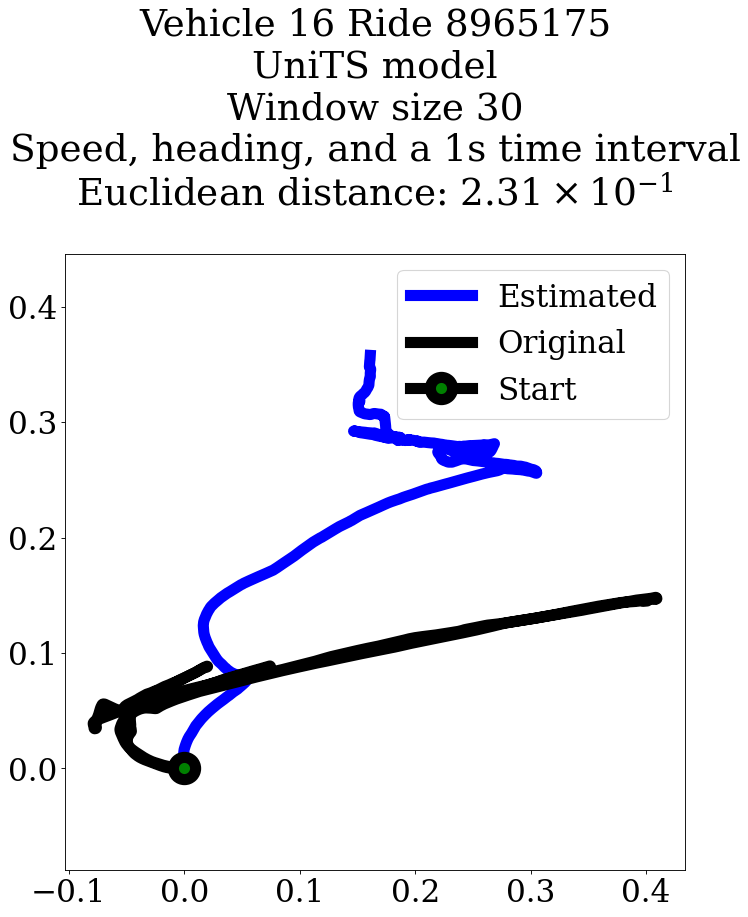 Vehicle 16 Ride 8965175
UniTS model
Window size 30
Speed, heading, and a 1s time interval
Euclidean distance: 2.31 × 10⁻¹
Estimated
Original
Start
0.4
0.3
0.2
0.1
0.0
−0.1 0.0 0.1 0.2 0.3 0.4